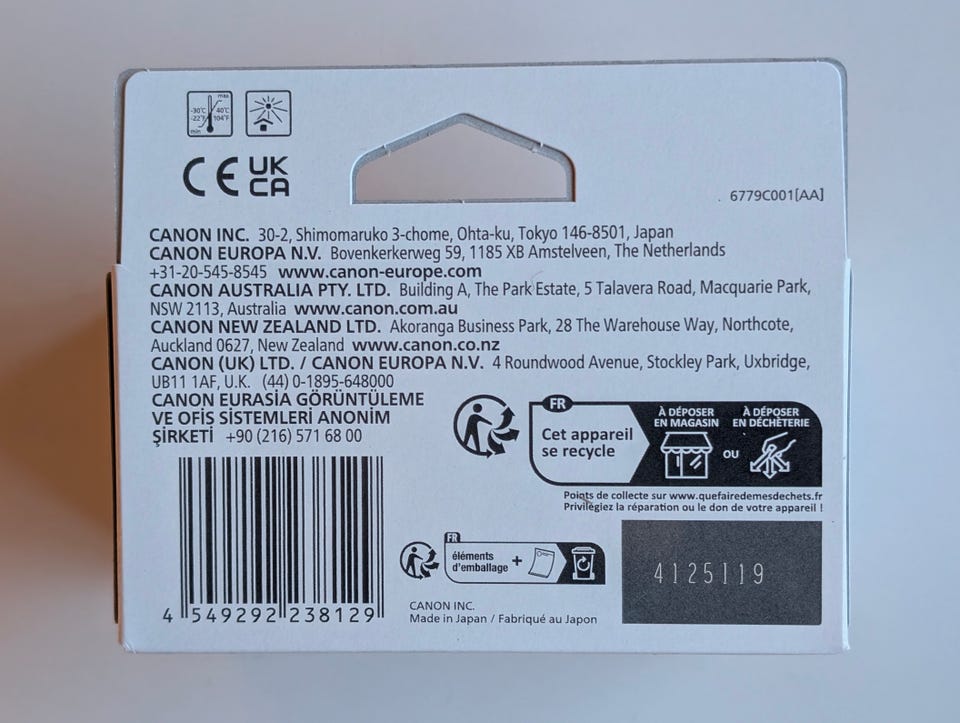 max
-30°C 40°C
-22°F 104°F
min
CE UK
CA
6779C001[AA]
CANON INC. 30-2, Shimomaruko 3-chome, Ohta-ku, Tokyo 146-8501, Japan
CANON EUROPA N.V. Bovenkerkerweg 59, 1185 XB Amstelveen, The Netherlands
+31-20-545-8545 www.canon-europe.com
CANON AUSTRALIA PTY. LTD. Building A, The Park Estate, 5 Talavera Road, Macquarie Park,
NSW 2113, Australia www.canon.com.au
CANON NEW ZEALAND LTD. Akoranga Business Park, 28 The Warehouse Way, Northcote,
Auckland 0627, New Zealand www.canon.co.nz
CANON (UK) LTD. / CANON EUROPA N.V. 4 Roundwood Avenue, Stockley Park, Uxbridge,
UB11 1AF, U.K. (44) 0-1895-648000
CANON EURASİA GÖRÜNTÜLEME
VE OFİS SİSTEMLERİ ANONİM
ŞİRKETİ +90 (216) 571 68 00
FR
Cet appareil
se recycle
À DÉPOSER
EN MAGASIN
OU
À DÉPOSER
EN DÉCHÈTERIE
Points de collecte sur www.quefairedemesdechets.fr
Privilégiez la réparation ou le don de votre appareil !
FR
éléments
d'emballage +
4125119
4 549292 238129
CANON INC.
Made in Japan / Fabriqué au Japon